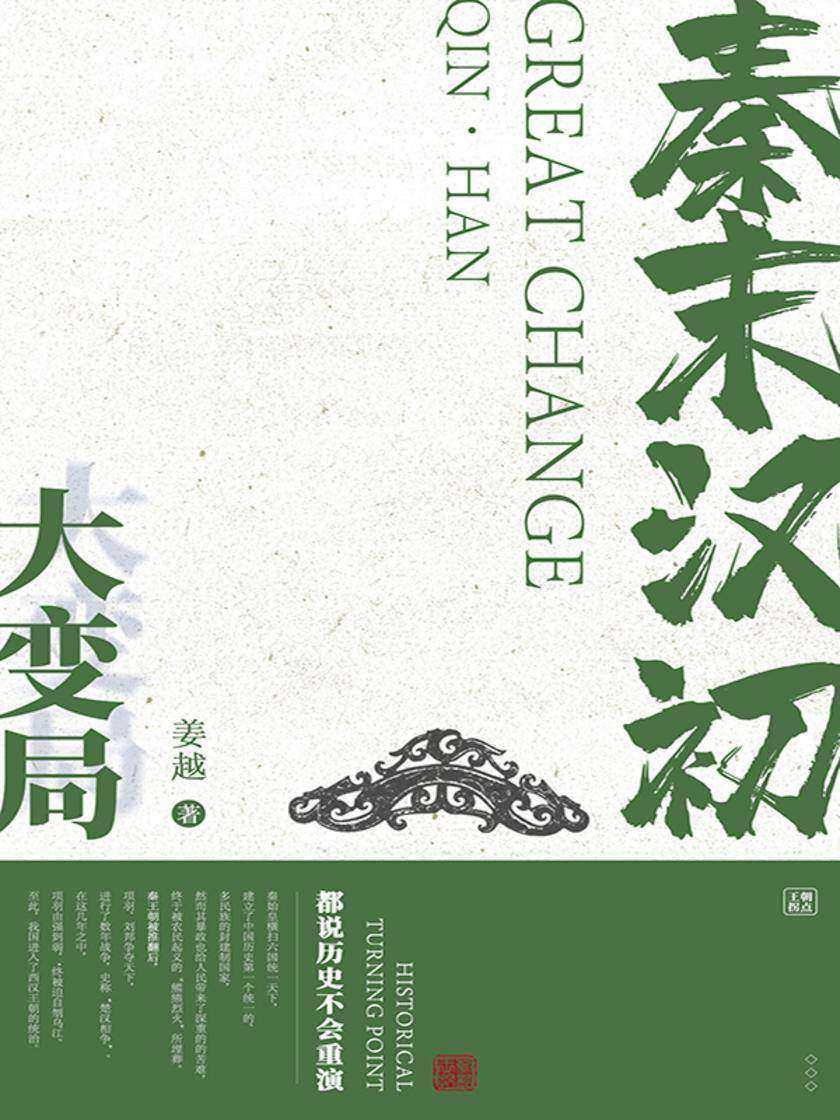 秦末汉初
GREAT CHANGE
QIN · HAN
大变局
姜越 著
王朝
拐点
HISTORICAL
TURNING POINT
都说历史不会重演
秦始皇横扫六国统一天下，
建立了中国历史第一个统一的、
多民族的封建制国家，
然而其暴政也给人民带来了深重的的苦难，
终于被农民起义的“熊熊烈火”所埋葬。
秦王朝被推翻后，
项羽、刘邦争夺天下，
进行了数年战争，史称“楚汉相争”。
在这几年之中，
项羽由强到弱，终被迫自刎乌江。
至此，我国进入了西汉王朝的统治。